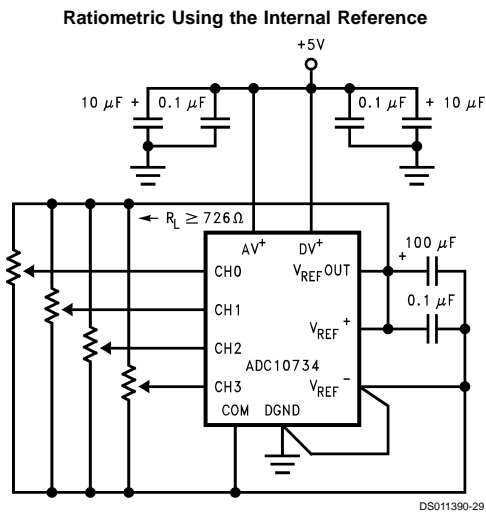 Ratiometric Using the Internal Reference
+5V
10 μF + 0.1 μF
0.1 μF + 10 μF
R_L ≥ 726Ω
AV+ DV+
CH0 V_REF OUT
+ 100 μF
0.1 μF
CH1
V_REF+
CH2
ADC10734
CH3 V_REF−
COM DGND
DS011390-29